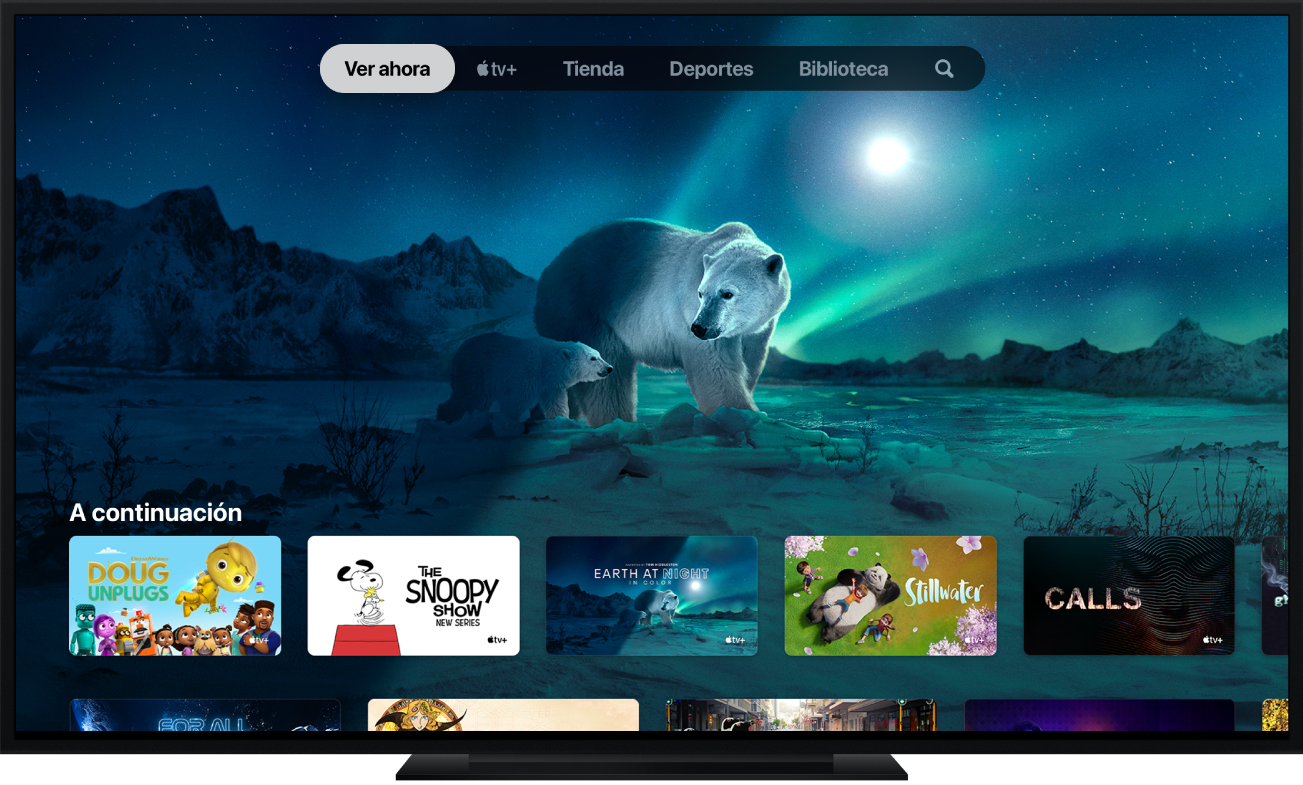 Ver ahora
tv+
Tienda
Deportes
Biblioteca
A continuación
DOUG
UNPLUGS
tv+
THE
SNOOPY
SHOW
NEW SERIES
tv+
EARTH AT NIGHT
IN COLOR
tv+
Stillwater
tv+
CALLS
tv+
FOR ALL